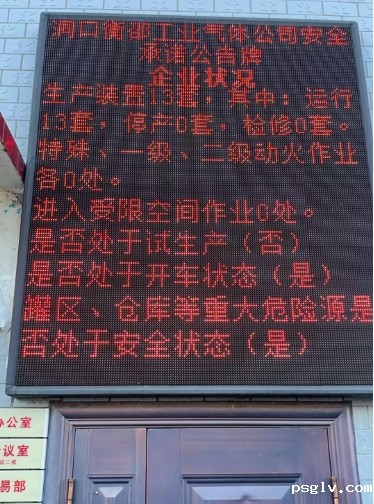 洞口衡邵工业气体公司安全
承诺公告牌
企业状况
生产装置13套，其中：运行
13套，停产0套，检修0套。
特殊、一级、二级动火作业
各0处。
进入受限空间作业0处。
是否处于试生产（否）
是否处于开车状态（是）
罐区、仓库等重大危险源是
否处于安全状态（是）
办公室
议室
易部
psglv.com